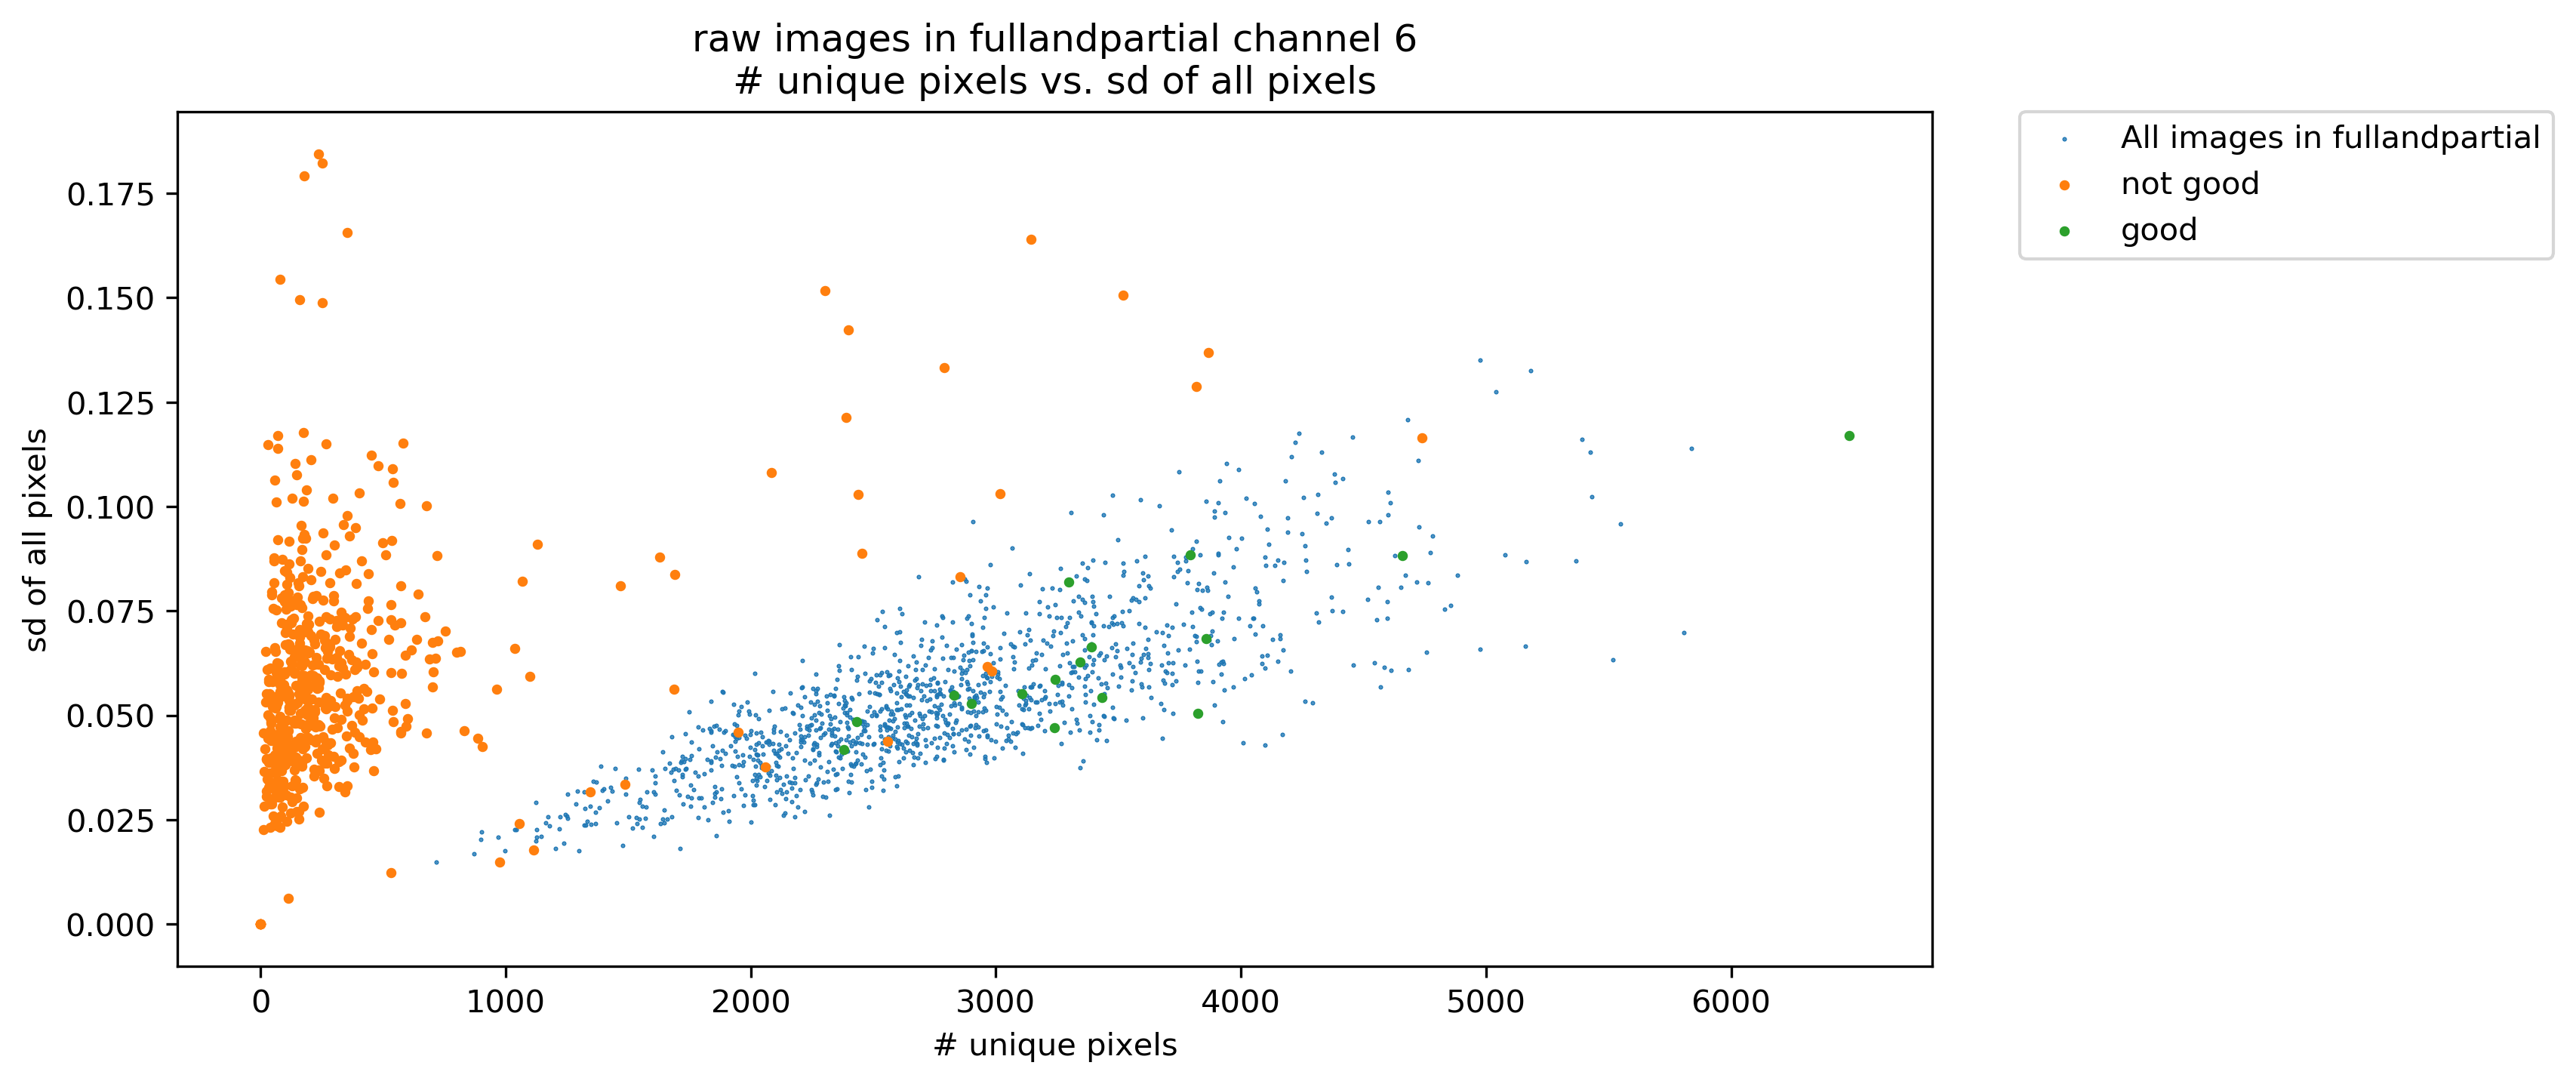 raw images in fullandpartial channel 6
# unique pixels vs. sd of all pixels
All images in fullandpartial
not good
good
sd of all pixels
0.175
0.150
0.125
0.100
0.075
0.050
0.025
0.000
0
1000
2000
3000
4000
5000
6000
# unique pixels